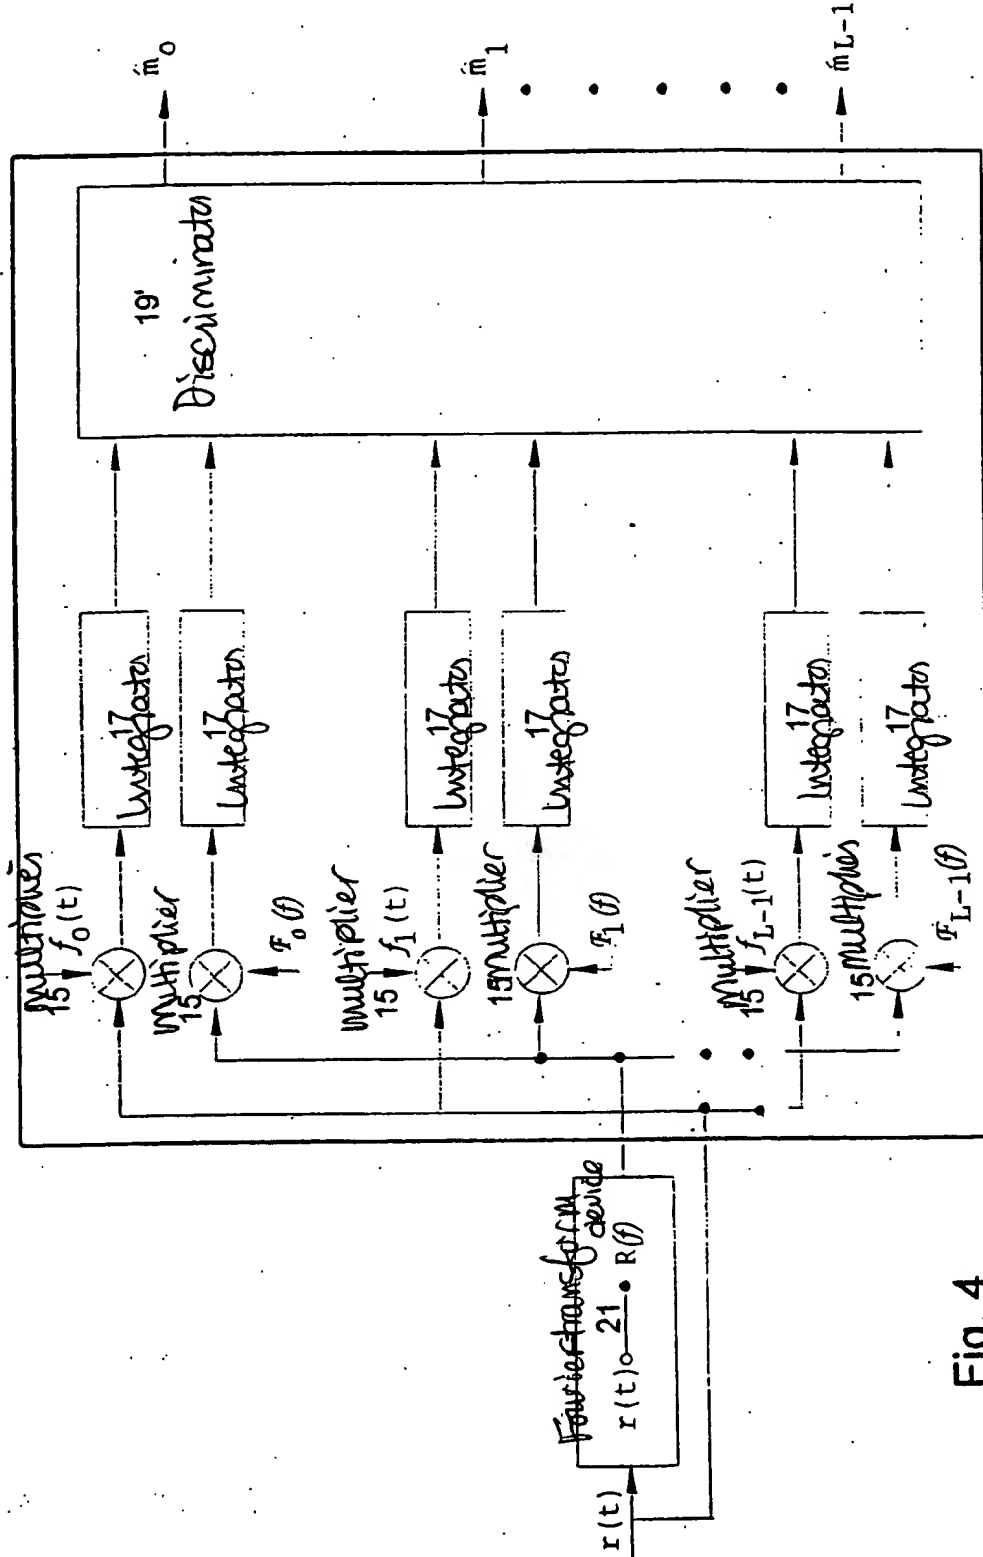 m̂0
m̂1
m̂L-1
19'
Discriminator
17
Integrator
17
Integrator
17
Integrator
17
Integrator
17
Integrator
17
Integrator
multiplier
15
f0(t)
multiplier
15
F0(f)
multiplier
15
f1(t)
multiplier
15
F1(f)
multiplier
15
fL-1(t)
multiplier
15
FL-1(f)
Fourier transform
device
21
r(t) R(f)
r(t)
Fig. 4